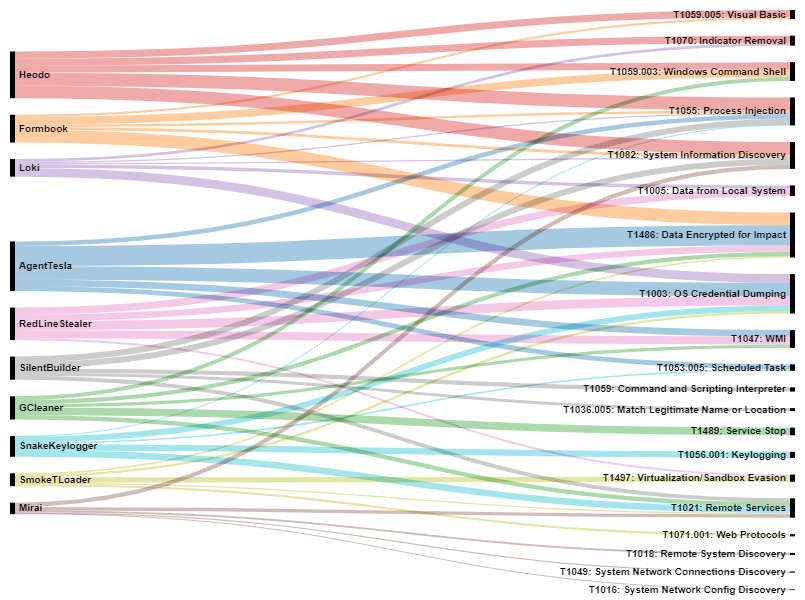 Heodo
Formbook
Loki
AgentTesla
RedLineStealer
SilentBuilder
GCleaner
SnakeKeylogger
SmokeTLoader
Mirai
T1059.005: Visual Basic
T1070: Indicator Removal
T1059.003: Windows Command Shell
T1055: Process Injection
T1082: System Information Discovery
T1005: Data from Local System
T1486: Data Encrypted for Impact
T1003: OS Credential Dumping
T1047: WMI
T1053.005: Scheduled Task
T1059: Command and Scripting Interpreter
T1036.005: Match Legitimate Name or Location
T1489: Service Stop
T1056.001: Keylogging
T1497: Virtualization/Sandbox Evasion
T1021: Remote Services
T1071.001: Web Protocols
T1018: Remote System Discovery
T1049: System Network Connections Discovery
T1016: System Network Config Discovery